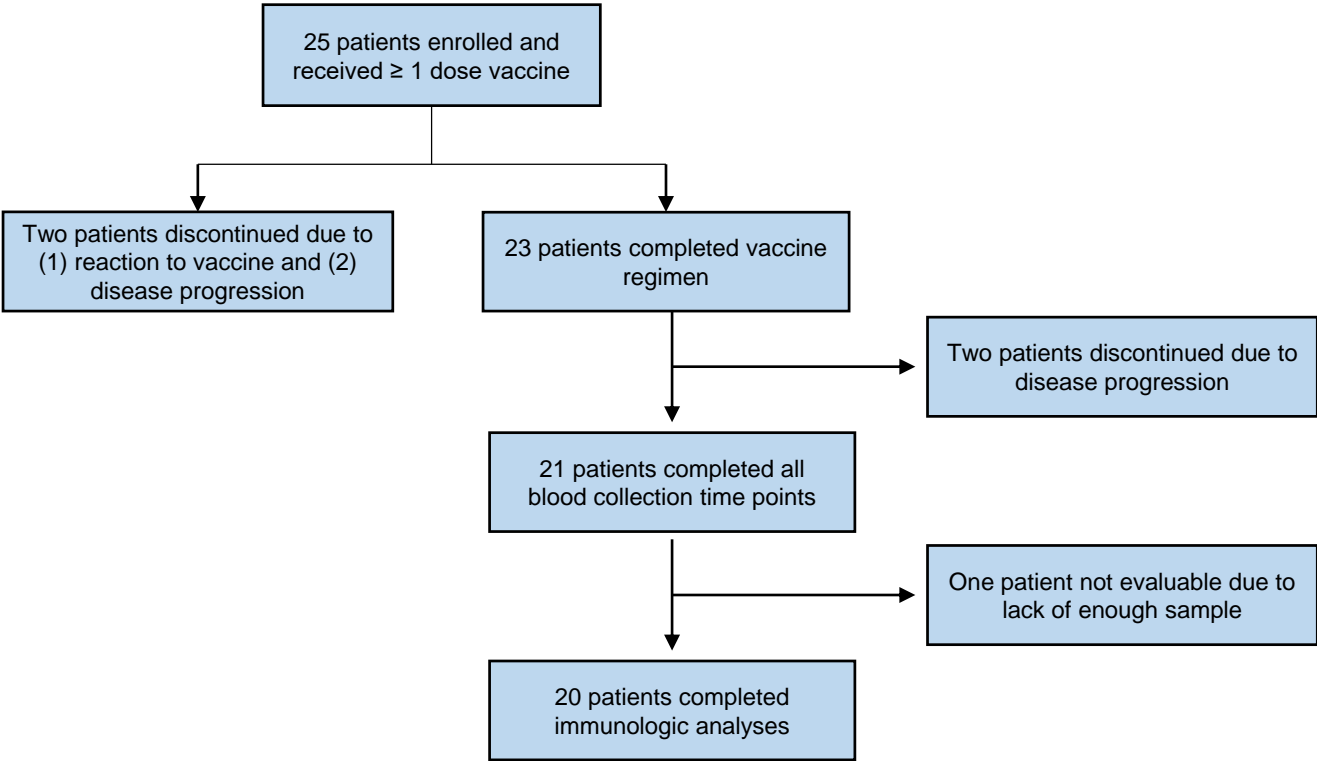 25 patients enrolled and
received ≥ 1 dose vaccine
Two patients discontinued due to
(1) reaction to vaccine and (2)
disease progression
23 patients completed vaccine
regimen
Two patients discontinued due to
disease progression
21 patients completed all
blood collection time points
One patient not evaluable due to
lack of enough sample
20 patients completed
immunologic analyses